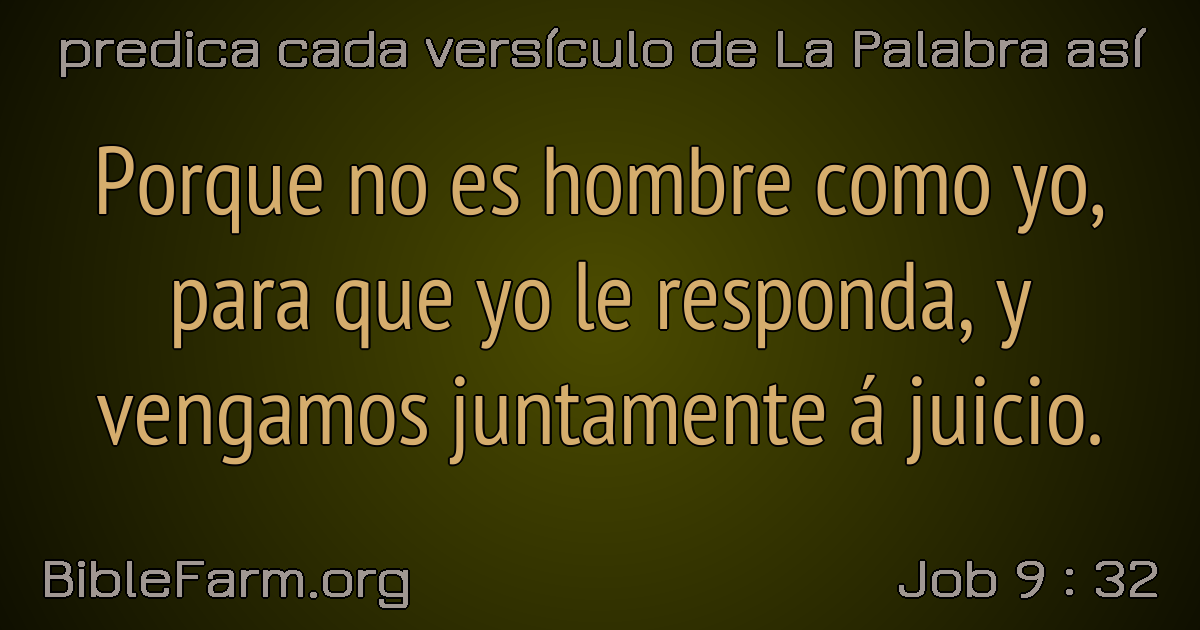 predica cada versículo de La Palabra así
Porque no es hombre como yo,
para que yo le responda, y
vengamos juntamente á juicio.
BibleFarm.org
Job 9 : 32